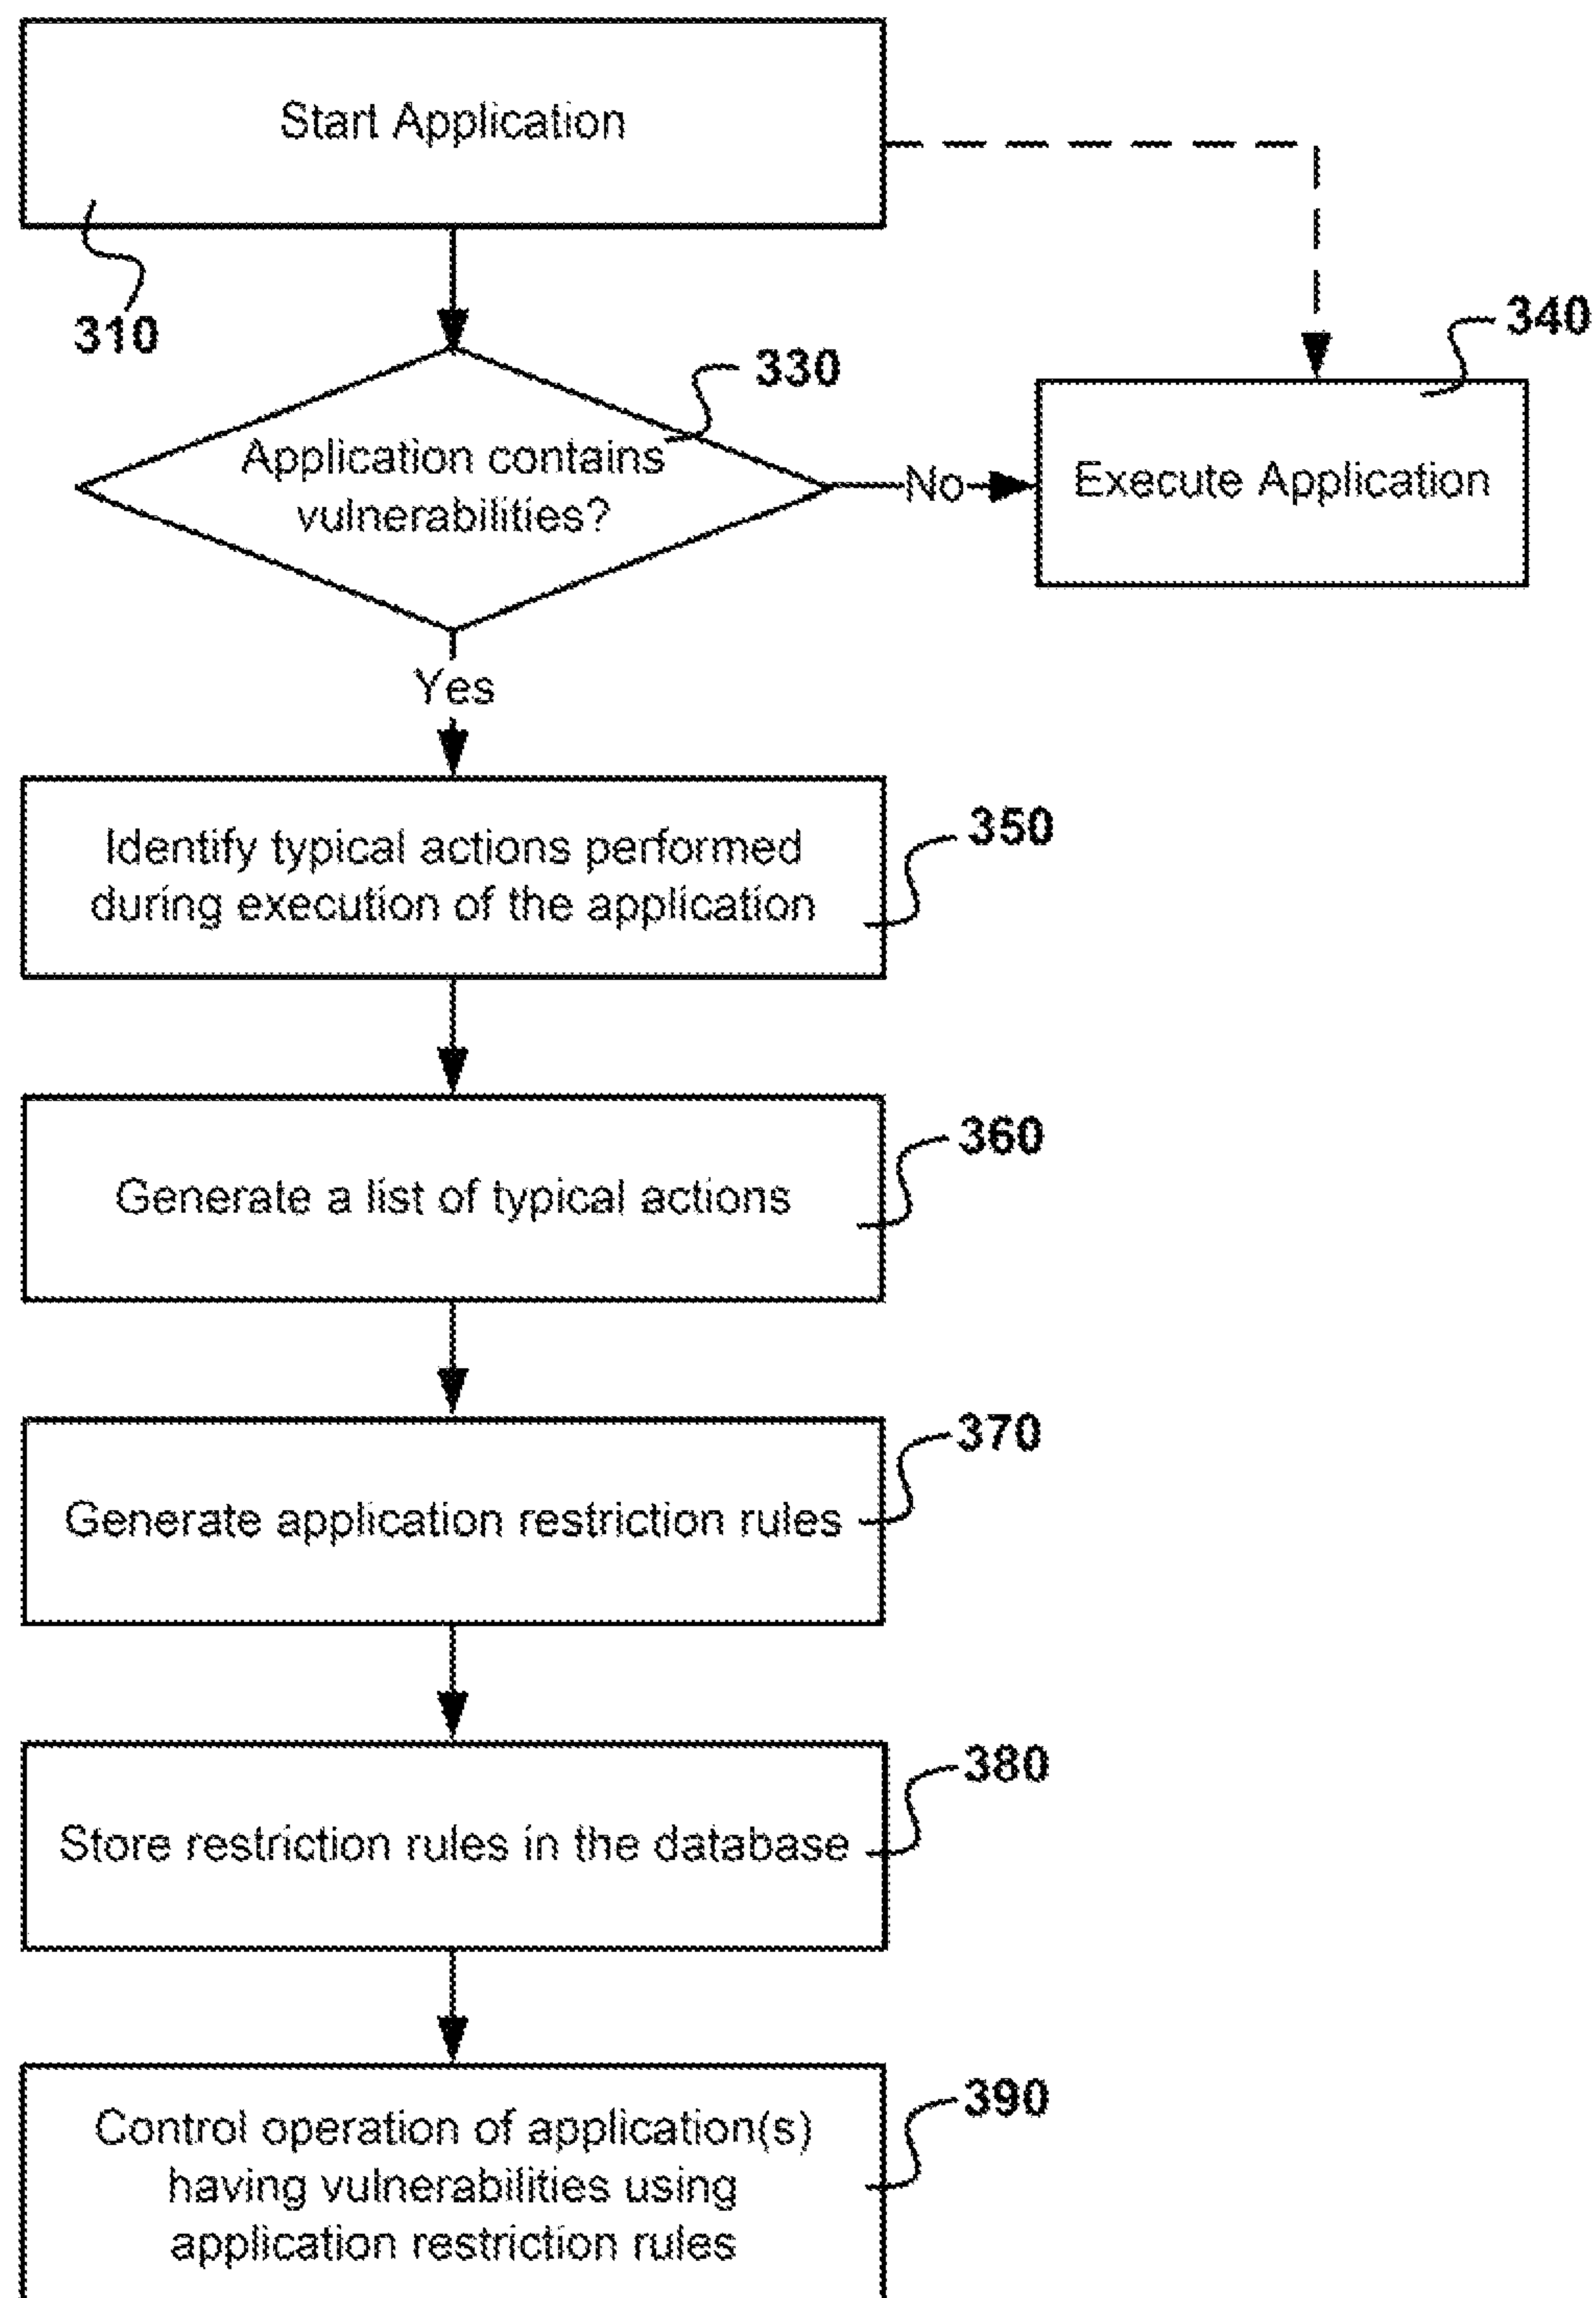 Start Application
310
330
340
Application contains
vulnerabilities?
No
Execute Application
Yes
Identify typical actions performed
during execution of the application
350
360
Generate a list of typical actions
370
Generate application restriction rules
380
Store restriction rules in the database
390
Control operation of application(s)
having vulnerabilities using
application restriction rules